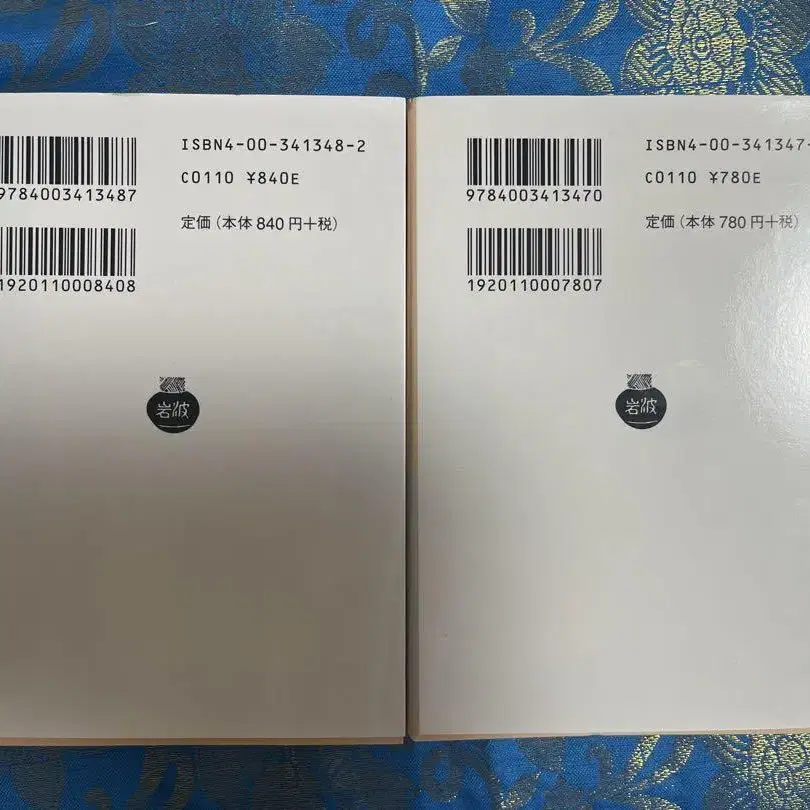 ISBN4-00-341348-2
9784003413487
C0110 ¥840E
定価（本体 840 円＋税）
1920110008408
岩波
ISBN4-00-341347-
9784003413470
C0110 ¥780E
定価（本体 780 円＋税）
1920110007807
岩波